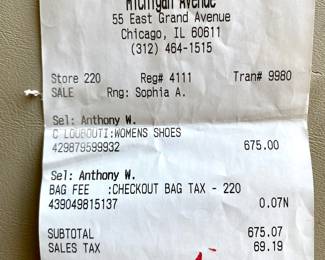 Michigan Avenue
55 East Grand Avenue
Chicago, IL 60611
(312) 464-1515
Store 220 Reg# 4111 Tran# 9980
SALE Rng: Sophia A.
Sel: Anthony W.
C LOUBOUTI:WOMENS SHOES
429879599932 675.00
Sel: Anthony W.
BAG FEE :CHECKOUT BAG TAX - 220
439049815137 0.07N
SUBTOTAL 675.07
SALES TAX 69.19